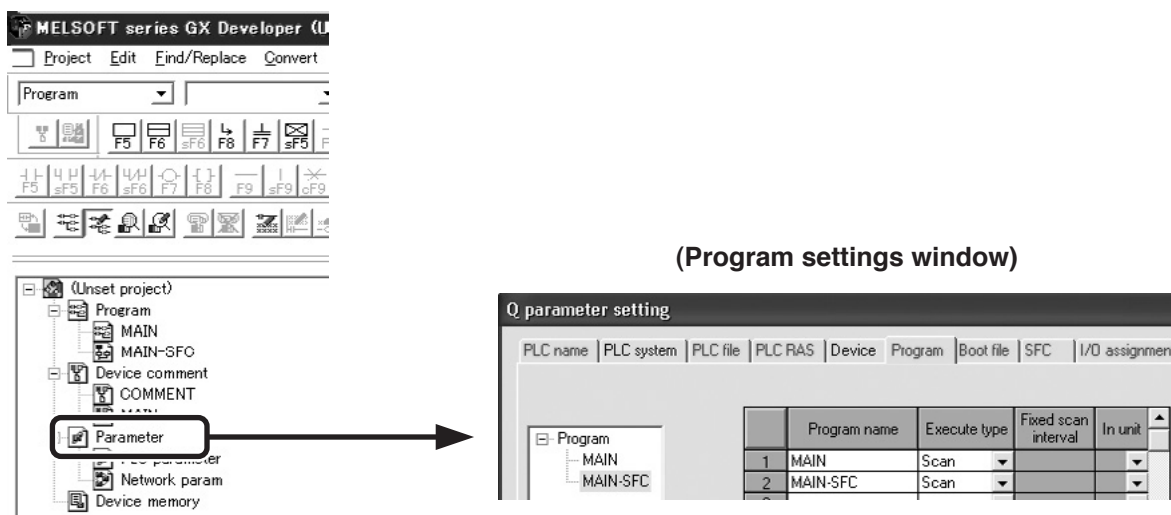 MELSOFT series GX Developer (U
Project Edit Find/Replace Convert
Program
F5 F6 sF6 F8 F7 sF5
F5 sF5 F6 sF6 F7 F8 F9 sF9 cF9
(Unset project)
Program
MAIN
MAIN-SFC
Device comment
COMMENT
MAIN
Parameter
PLC parameter
Network param
Device memory
(Program settings window)
Q parameter setting
PLC name PLC system PLC file PLC RAS Device Program Boot file SFC I/O assignmen
Program
MAIN
MAIN-SFC
Program name Execute type Fixed scan interval In unit
1 MAIN Scan
2 MAIN-SFC Scan